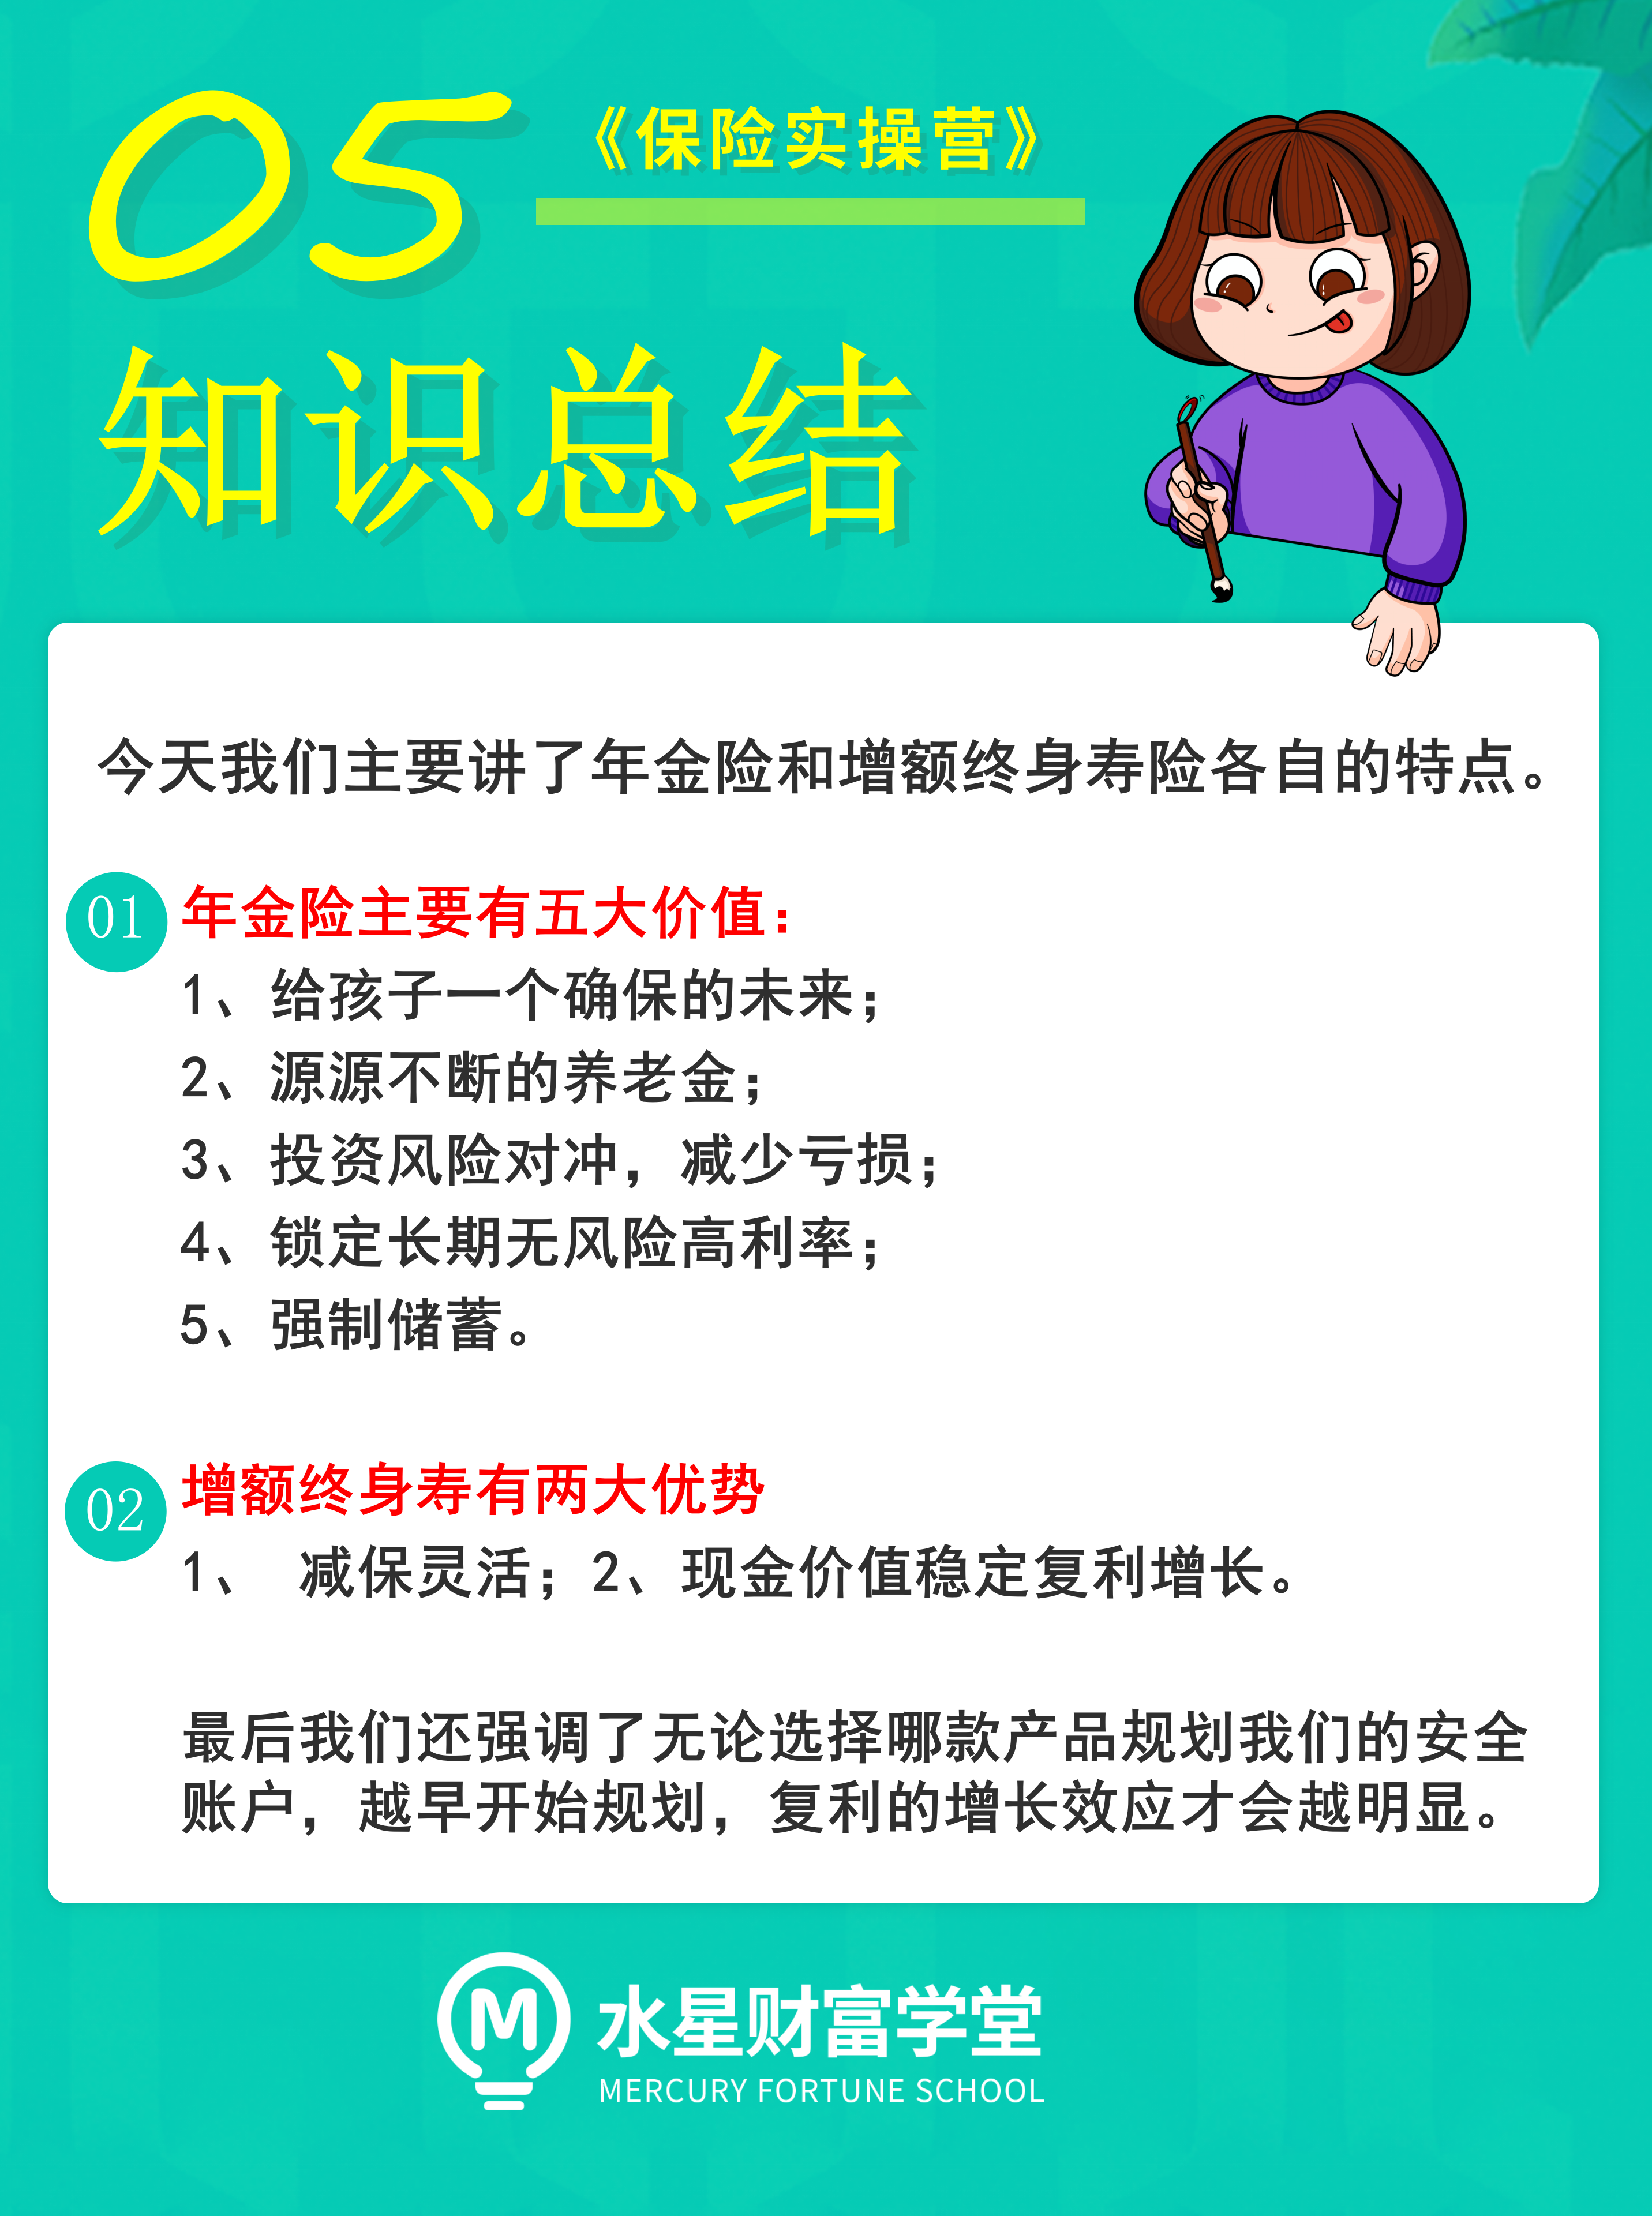 05
《保险实操营》
知识总结
今天我们主要讲了年金险和增额终身寿险各自的特点。
01
年金险主要有五大价值：
1、给孩子一个确保的未来；
2、源源不断的养老金；
3、投资风险对冲，减少亏损；
4、锁定长期无风险高利率；
5、强制储蓄。
02
增额终身寿有两大优势
1、 减保灵活；2、现金价值稳定复利增长。
最后我们还强调了无论选择哪款产品规划我们的安全
账户，越早开始规划，复利的增长效应才会越明显。
M
水星财富学堂
MERCURY FORTUNE SCHOOL